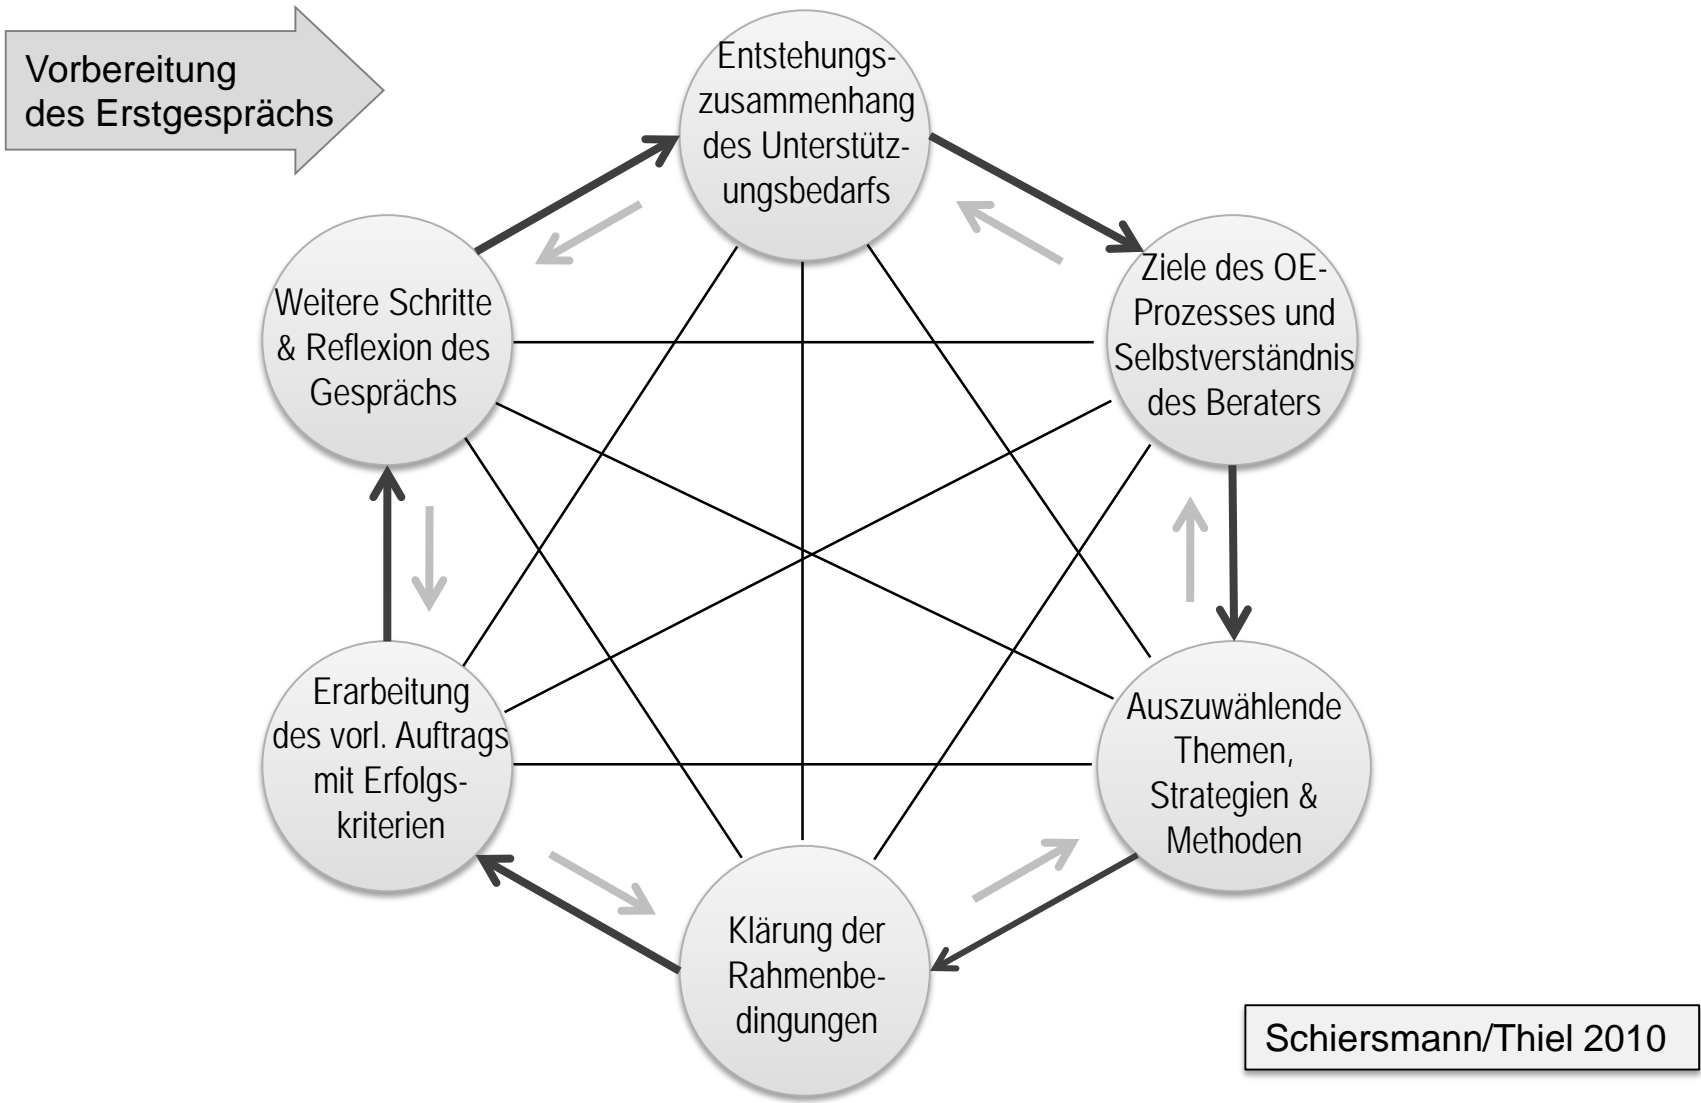 Vorbereitung
des Erstgesprächs
Entstehungs-
zusammenhang
des Unterstütz-
ungsbedarfs
Ziele des OE-
Prozesses und
Selbstverständnis
des Beraters
Auszuwählende
Themen,
Strategien &
Methoden
Klärung der
Rahmenbe-
dingungen
Erarbeitung
des vorl. Auftrags
mit Erfolgs-
kriterien
Weitere Schritte
& Reflexion des
Gesprächs
Schiersmann/Thiel 2010